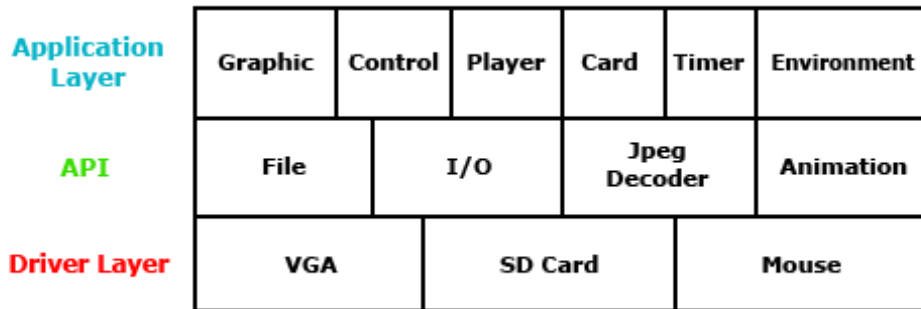 Application
Layer
Graphic Control Player Card Timer Environment
API
File I/O Jpeg
Decoder Animation
Driver Layer
VGA SD Card Mouse